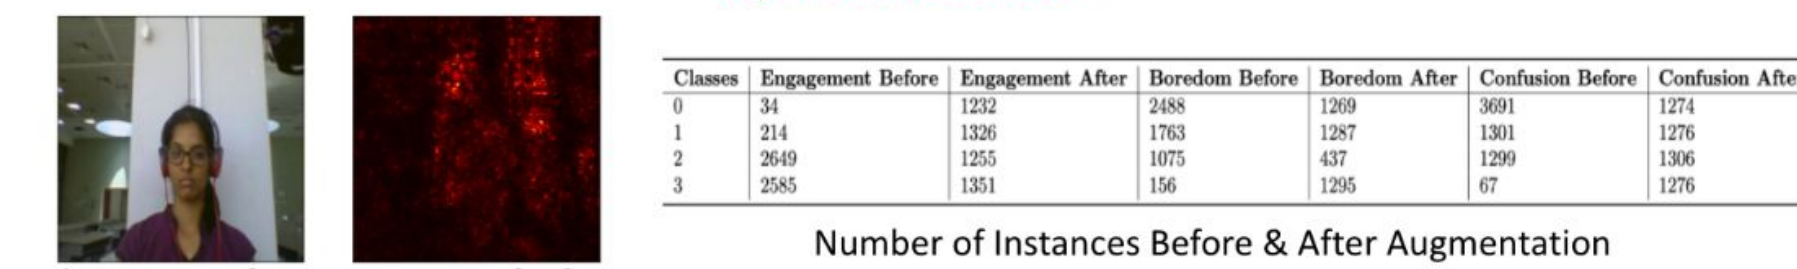 Classes Engagement Before Engagement After Boredom Before Boredom After Confusion Before Confusion Afte
0 34 1232 2488 1269 3691 1274
1 214 1326 1763 1287 1301 1276
2 2649 1255 1075 437 1299 1306
3 2585 1351 156 1295 67 1276
Number of Instances Before & After Augmentation